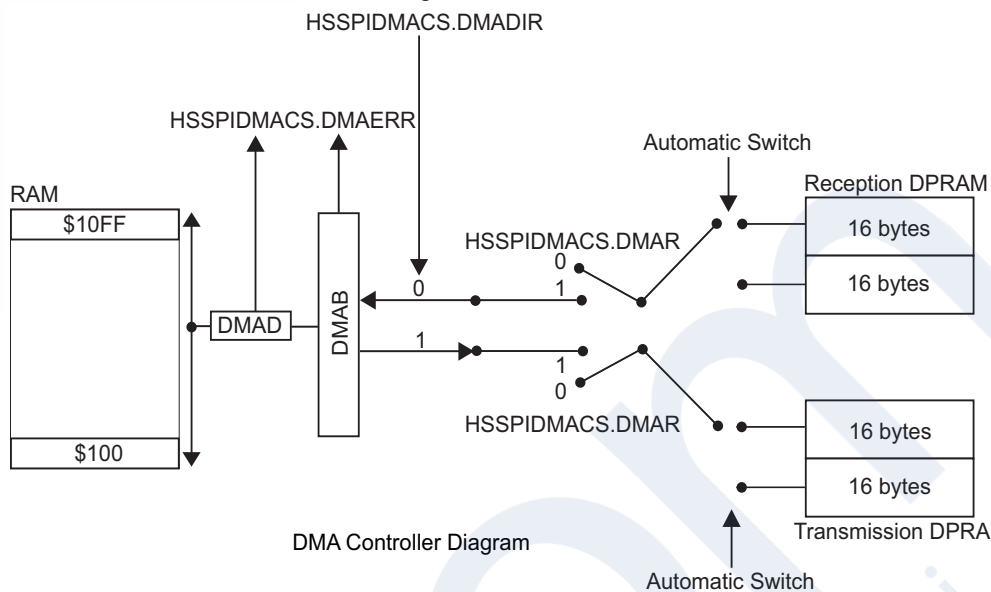 HSSPIDMACS.DMADIR
HSSPIDMACS.DMAERR
Automatic Switch
RAM
Reception DPRAM
$10FF
HSSPIDMACS.DMAR
16 bytes
0
0
1
16 bytes
DMAD
DMAB
1
1
0
HSSPIDMACS.DMAR
16 bytes
$100
16 bytes
Transmission DPRA
DMA Controller Diagram
Automatic Switch